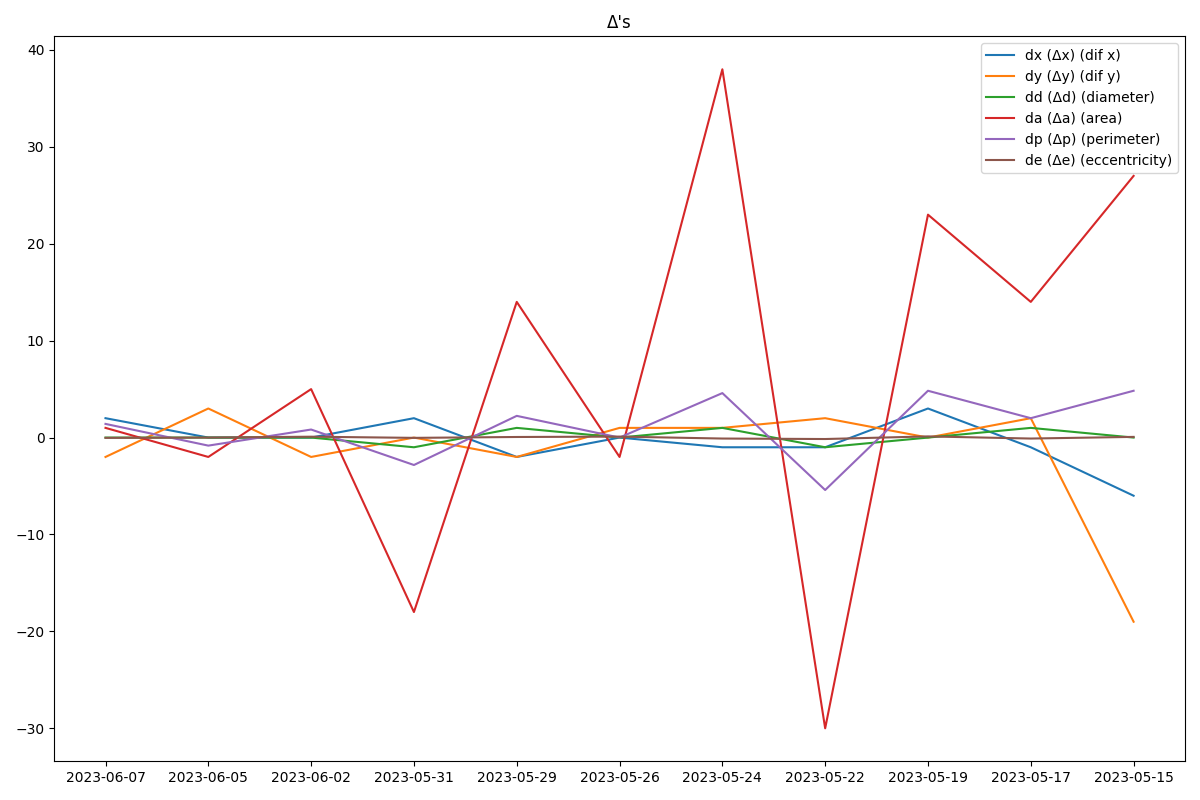 Δ's
40
30
20
10
0
−10
−20
−30
dx (Δx) (dif x)
dy (Δy) (dif y)
dd (Δd) (diameter)
da (Δa) (area)
dp (Δp) (perimeter)
de (Δe) (eccentricity)
2023-06-07 2023-06-05 2023-06-02 2023-05-31 2023-05-29 2023-05-26 2023-05-24 2023-05-22 2023-05-19 2023-05-17 2023-05-15